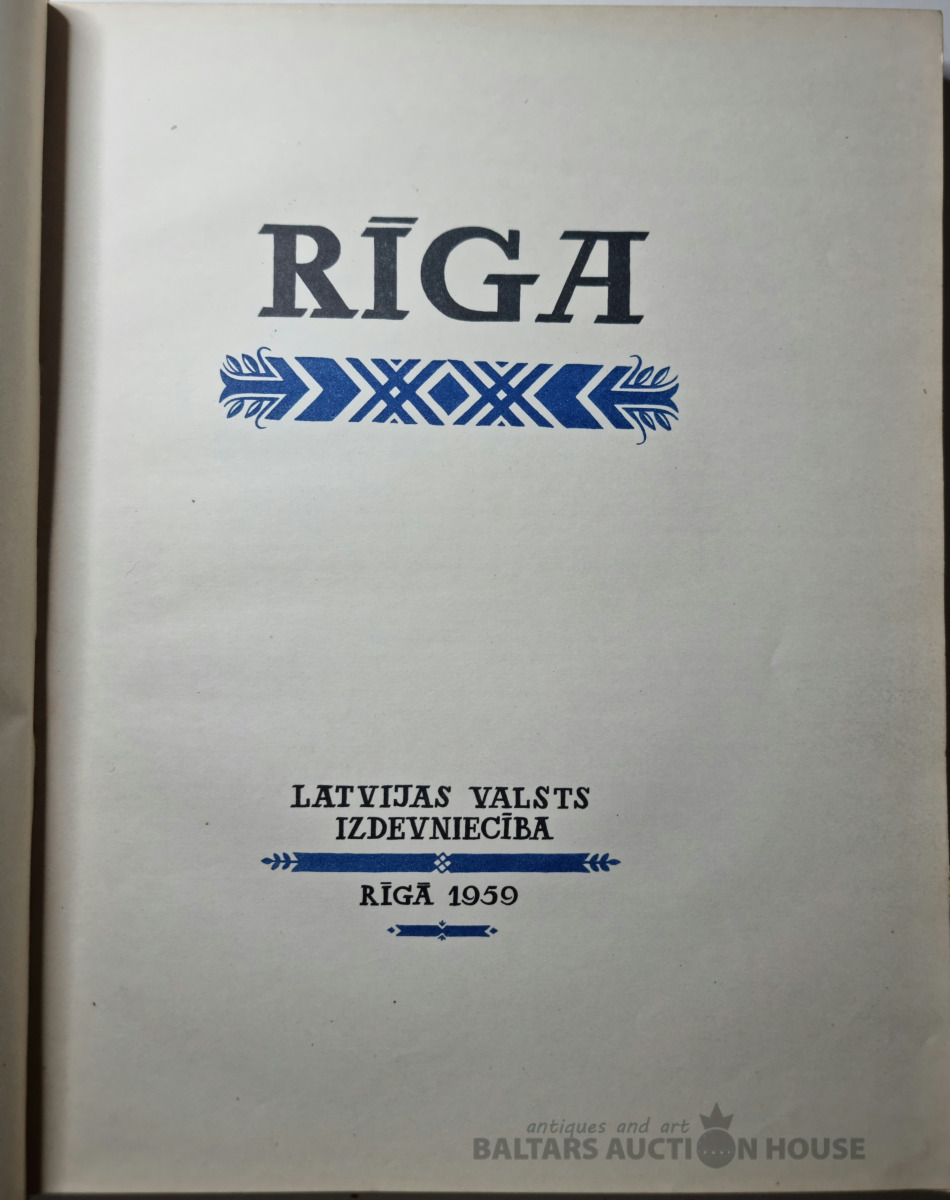 RĪGA
LATVIJAS VALSTS
IZDEVNIECĪBA
RĪGĀ 1959
antiques and art
BALTARS AUCTION HOUSE